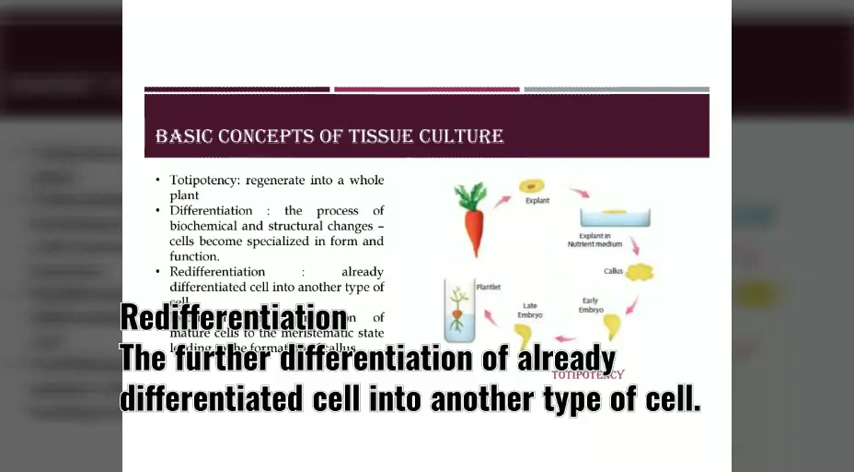 BASIC CONCEPTS OF TISSUE CULTURE
• Totipotency: regenerate into a whole
plant
• Differentiation : the process of
biochemical and structural changes –
cells become specialized in form and
function.
• Redifferentiation : already
differentiated cell into another type of
cell
of
mature cells to the meristematic state
Explant
Explant in
Nutrient medium
Callus
Early
Embryo
Late
Embryo
Plantlet
TOTIPOTENCY
Redifferentiation
The further differentiation of already
differentiated cell into another type of cell.